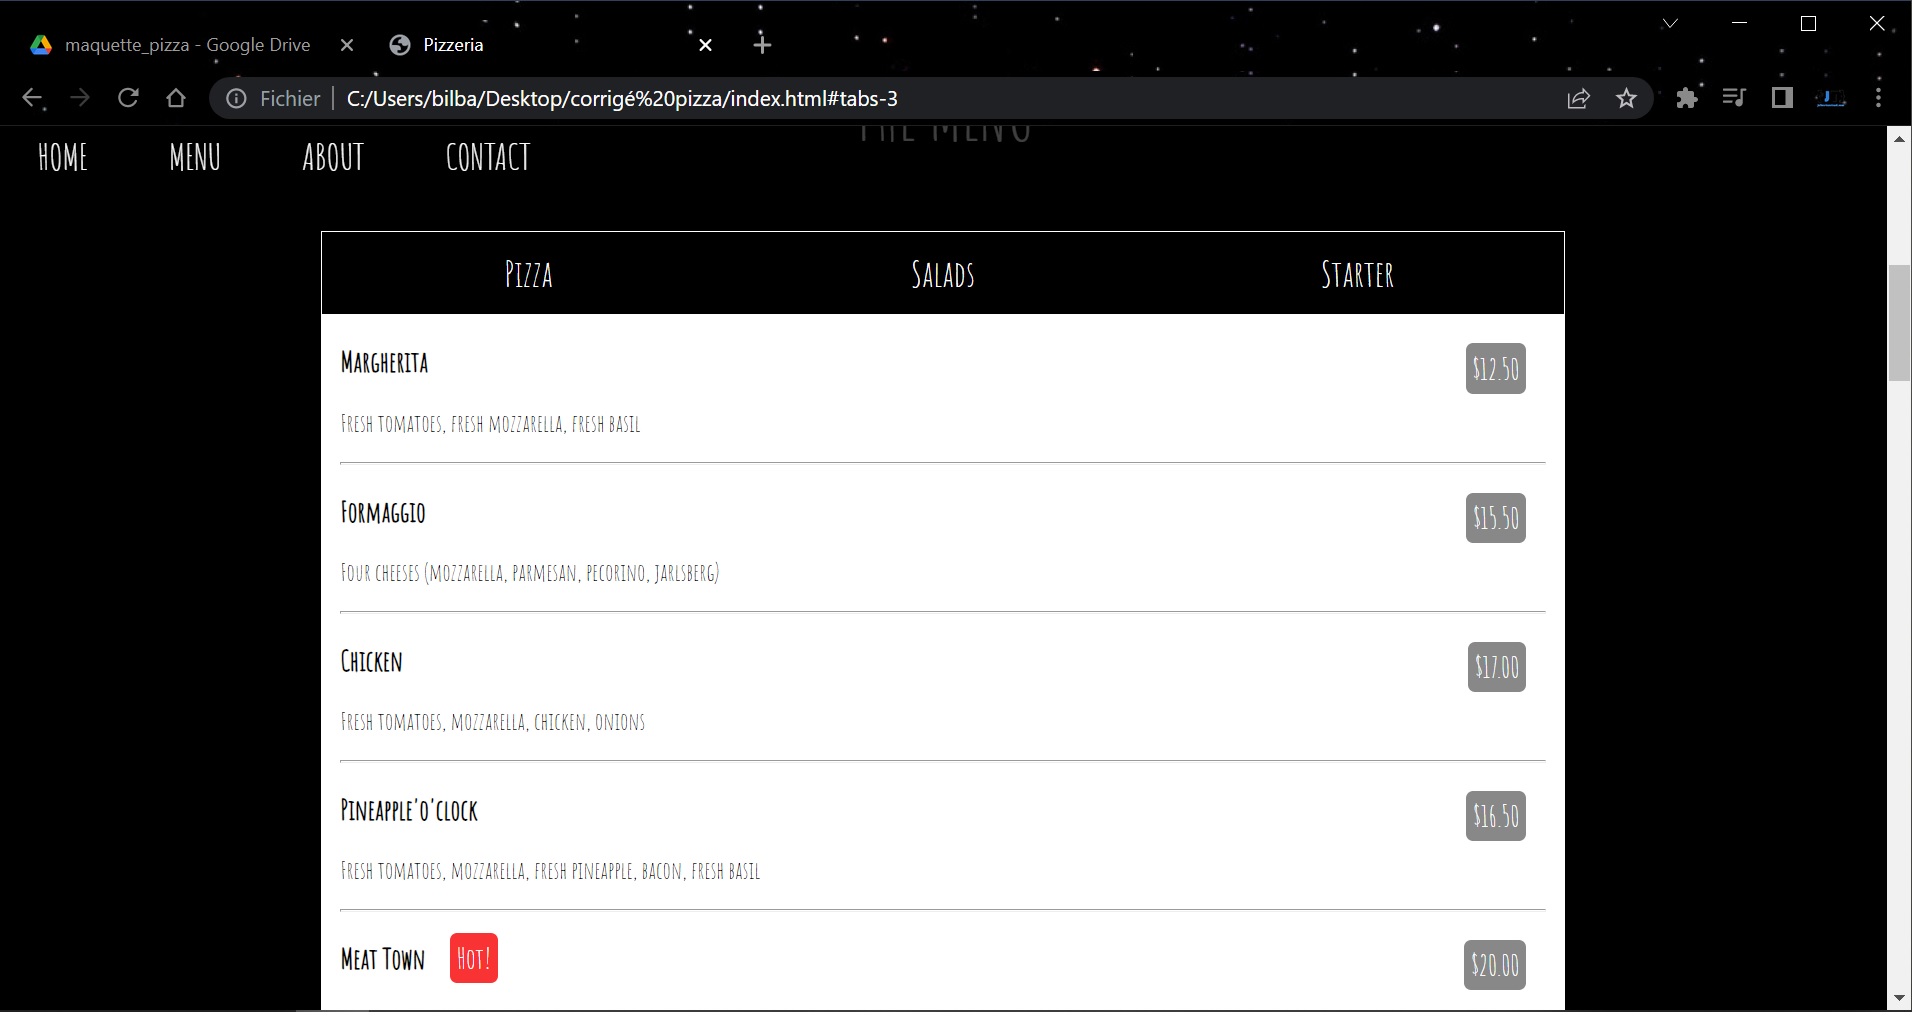 maquette_pizza - Google Drive
Pizzeria
Fichier
C:/Users/bilba/Desktop/corrigé%20pizza/index.html#tabs-3
THE MENU
HOME MENU ABOUT CONTACT
Pizza Salads Starter
Margherita $12.50
Fresh tomatoes, fresh mozzarella, fresh basil
Formaggio $15.50
Four cheeses (mozzarella, parmesan, pecorino, jarlsberg)
Chicken $17.00
Fresh tomatoes, mozzarella, chicken, onions
Pineapple'o'clock $16.50
Fresh tomatoes, mozzarella, fresh pineapple, bacon, fresh basil
Meat Town Hot! $20.00